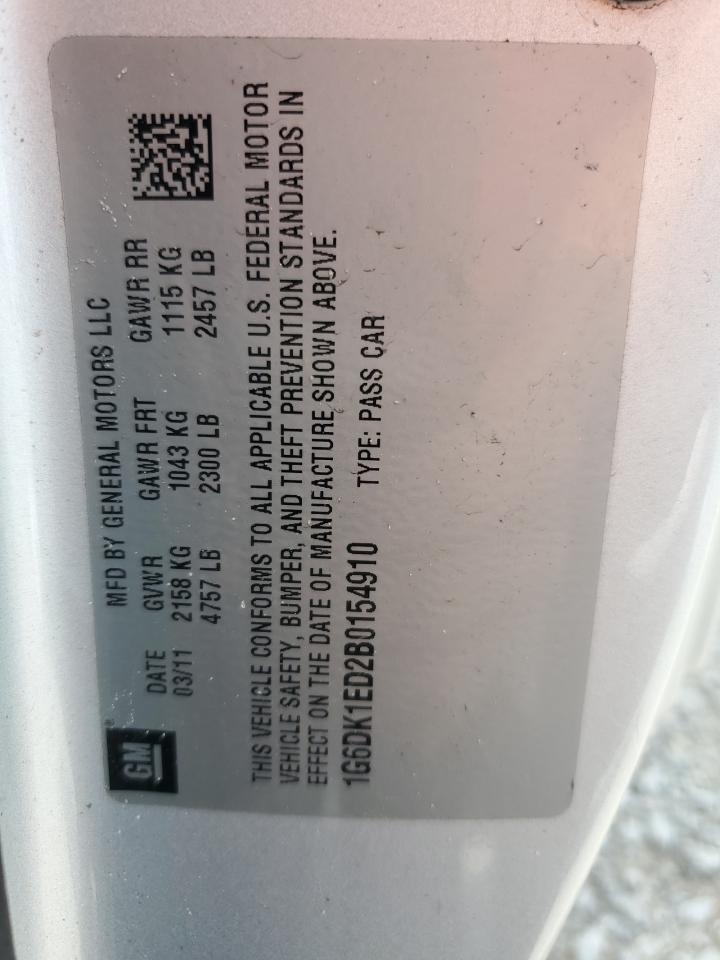 GM
MFD BY GENERAL MOTORS LLC
DATE GVWR GAWR FRT GAWR RR
03/11 2158 KG 1043 KG 1115 KG
4757 LB 2300 LB 2457 LB
THIS VEHICLE CONFORMS TO ALL APPLICABLE U.S. FEDERAL MOTOR
VEHICLE SAFETY, BUMPER, AND THEFT PREVENTION STANDARDS IN
EFFECT ON THE DATE OF MANUFACTURE SHOWN ABOVE.
1G6DK1ED2B0154910 TYPE: PASS CAR